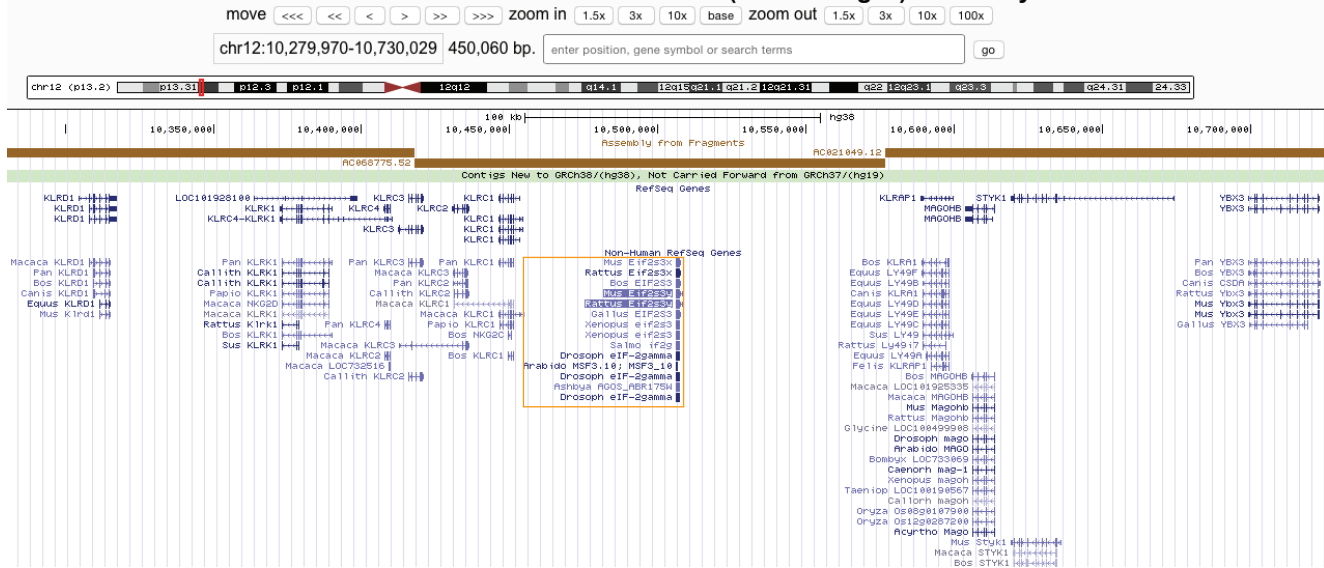 move <<< << < > >> >>> zoom in 1.5x 3x 10x base zoom out 1.5x 3x 10x 100x
chr12:10,279,970-10,730,029 450,060 bp. enter position, gene symbol or search terms go
chr12 (p13.2) p13.31 p12.3 p12.1 12q12 q14.1 12q15 q21.1 q21.2 12q21.31 q22 12q23.1 q23.3 q24.31 24.33
100 kb hg38
10,350,000 10,400,000 10,450,000 10,500,000 10,550,000 10,600,000 10,650,000 10,700,000
Assembly from Fragments
AC021049.12
AC068775.52
Contigs New to GRCh38/(hg38), Not Carried Forward from GRCh37/(hg19)
RefSeq Genes
KLRD1 LOC101928100 KLRC3 KLRC1 KLRAP1 STYK1 YBX3
KLRD1 KLRK1 KLRC4 KLRC2 KLRC1 MAGOHB YBX3
KLRD1 KLRC4-KLRK1 KLRC1 MAGOHB
KLRC3 KLRC1
KLRC1
Non-Human RefSeq Genes
Macaca KLRD1 Pan KLRK1 Pan KLRC3 Pan KLRC1 Mus Eif2s3x Bos KLRA1 Pan YBX3
Pan KLRD1 Callith KLRK1 Macaca KLRC3 Rattus Eif2s3x Equus LY49F Bos YBX3
Bos KLRD1 Callith KLRK1 Pan KLRC2 Bos EIF2S3 Equus LY49B Canis CSDA
Canis KLRD1 Papio KLRK1 Callith KLRC2 Mus Eif2s3y Canis KLRA1 Rattus Ybx3
Equus KLRD1 Macaca NKG2D Macaca KLRC1 Rattus Eif2s3y Equus LY49D Mus Ybx3
Mus Klrd1 Macaca KLRK1 Macaca KLRC1 Gallus EIF2S3 Equus LY49E Mus Ybx3
Rattus Klrk1 Pan KLRC4 Papio KLRC1 Xenopus eif2s3 Equus LY49C Gallus YBX3
Bos KLRK1 Bos NKG2C Xenopus eif2s3 Sus LY49
Sus KLRK1 Macaca KLRC3 Salmo if2g Rattus Ly49i7
Macaca KLRC2 Bos KLRC1 Drosoph eIF-2gamma Equus LY49A
Macaca LOC732516 Arabido MSF3.10; MSF3_10 Felis KLRAP1
Callith KLRC2 Drosoph eIF-2gamma Bos MAGOHB
Ashbya AGOS_ABR175W Macaca LOC101925335
Drosoph eIF-2gamma Macaca MAGOHB
Mus Magohb
Rattus Magohb
Glycine LOC100499908
Drosoph mago
Arabido MAGO
Bombyx LOC733069
Caenorh mag-1
Xenopus magoh
Taeniop LOC100190567
Callorh magoh
Oryza Os08g0107900
Oryza Os12g0287200
Acyrtho Mago
Mus Styk1
Macaca STYK1
Bos STYK1